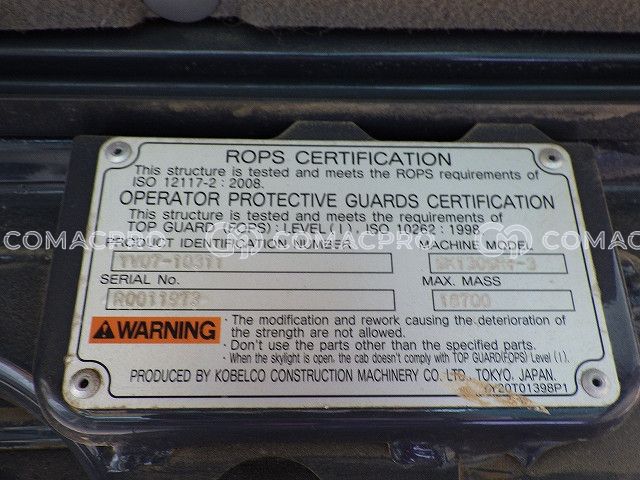 ROPS CERTIFICATION
This structure is tested and meets the ROPS requirements of
ISO 12117-2 : 2008.
OPERATOR PROTECTIVE GUARDS CERTIFICATION
This structure is tested and meets the requirements of
TOP GUARD (FOPS) : LEVEL (I), ISO 10262 : 1998
COMACPRO COMACPRO COMACPRO
PRODUCT IDENTIFICATION NUMBER MACHINE MODEL
SERIAL No. MAX. MASS
WARNING
· The modification and rework causing the deterioration of
the strength are not allowed.
· Don't use the parts other than the specified parts.
· When the skylight is open, the cab doesn't comply with TOP GUARD(FOPS) Level (I).
PRODUCED BY KOBELCO CONSTRUCTION MACHINERY CO. LTD. TOKYO. JAPAN.
YY20T01398P1